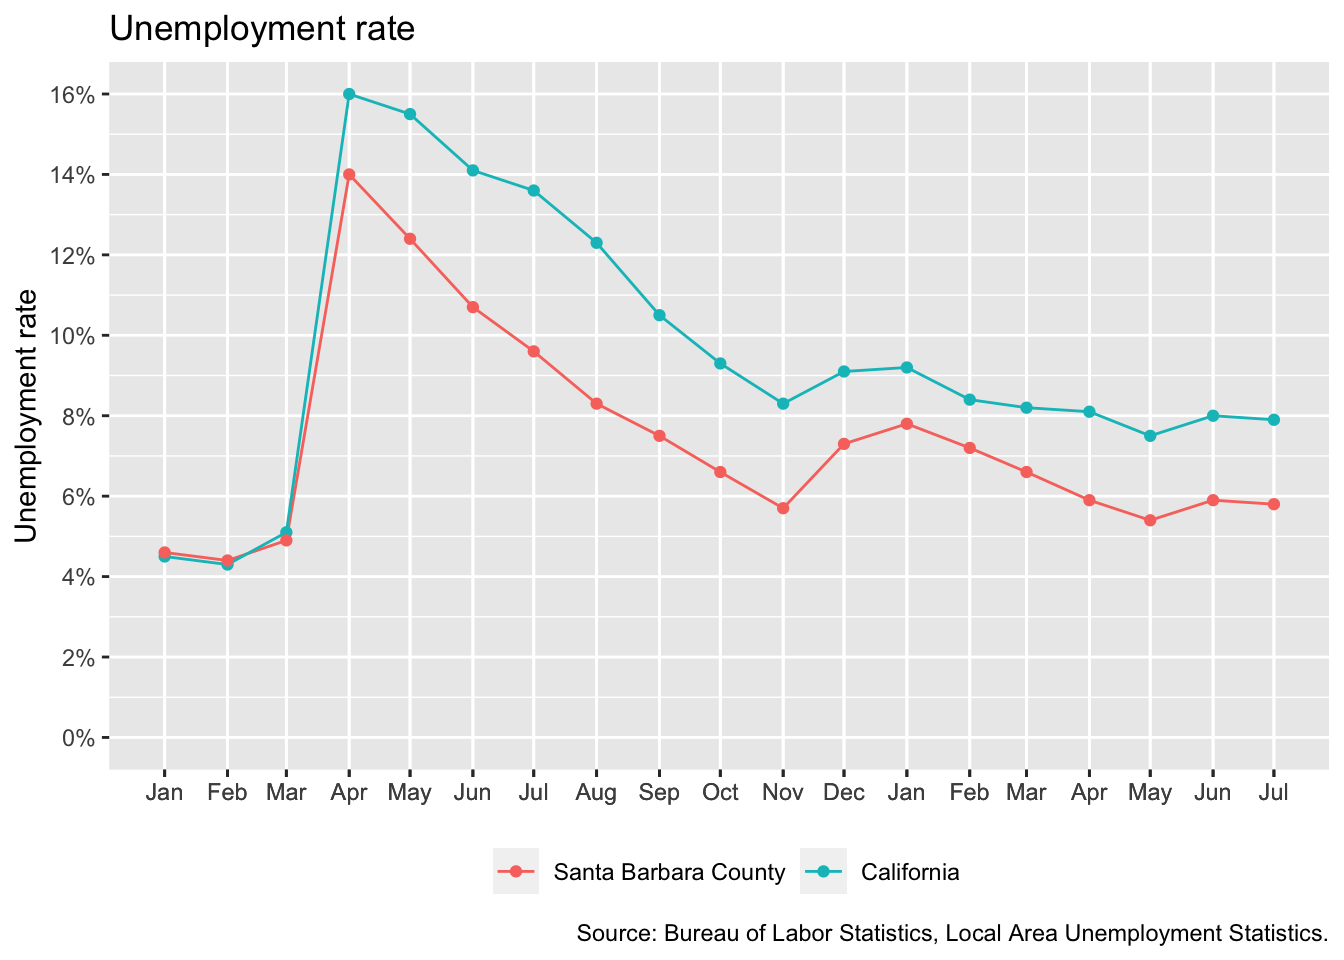 Unemployment rate
Unemployment rate
16%
14%
12%
10%
8%
6%
4%
2%
0%
Jan Feb Mar Apr May Jun Jul Aug Sep Oct Nov Dec Jan Feb Mar Apr May Jun Jul
Santa Barbara County California
Source: Bureau of Labor Statistics, Local Area Unemployment Statistics.